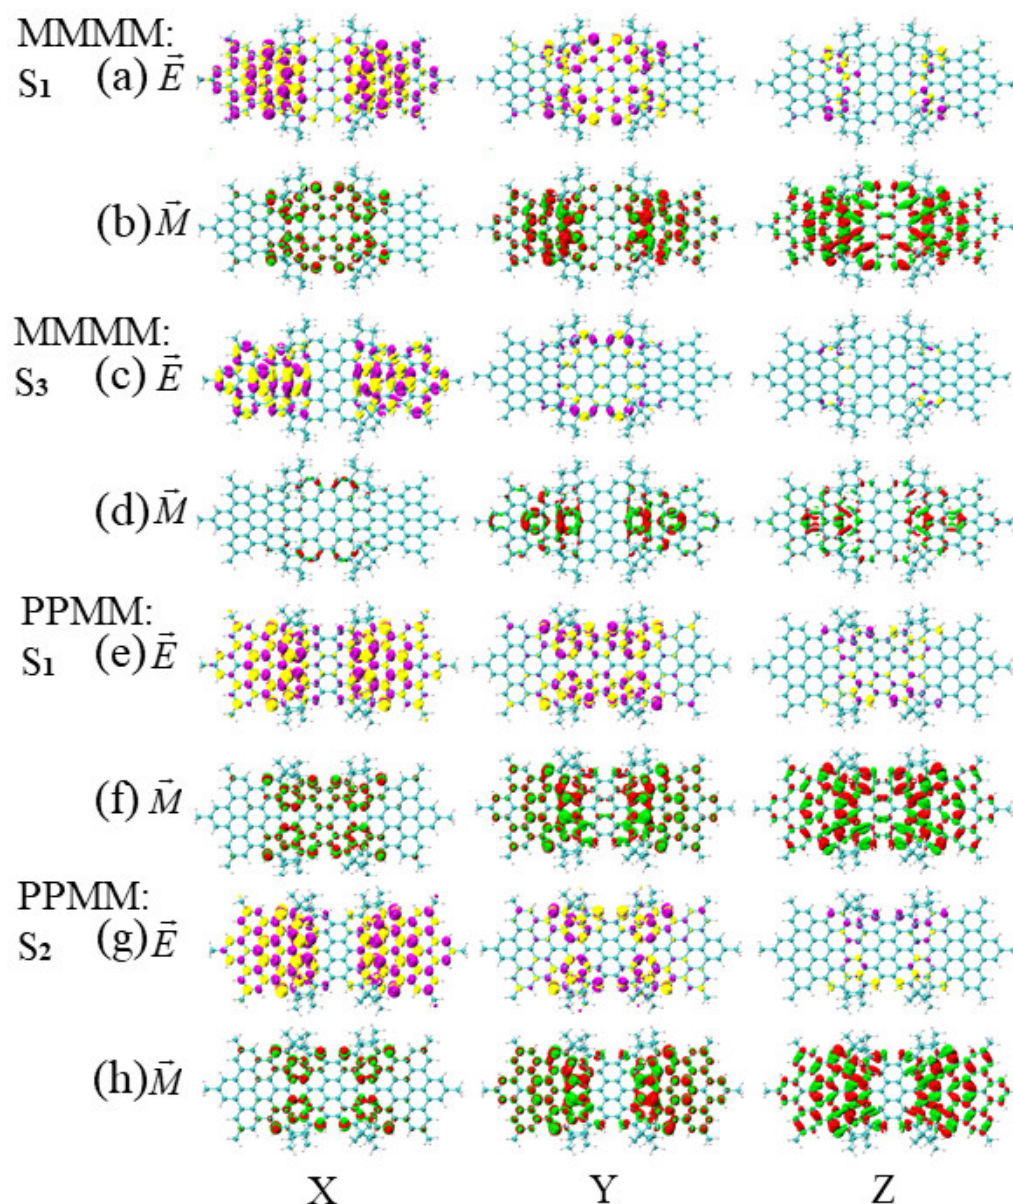 MMMM:
S₁ (a) E⃗
(b) M⃗
MMMM:
S₃ (c) E⃗
(d) M⃗
PPMM:
S₁ (e) E⃗
(f) M⃗
PPMM:
S₂ (g) E⃗
(h) M⃗
X Y Z